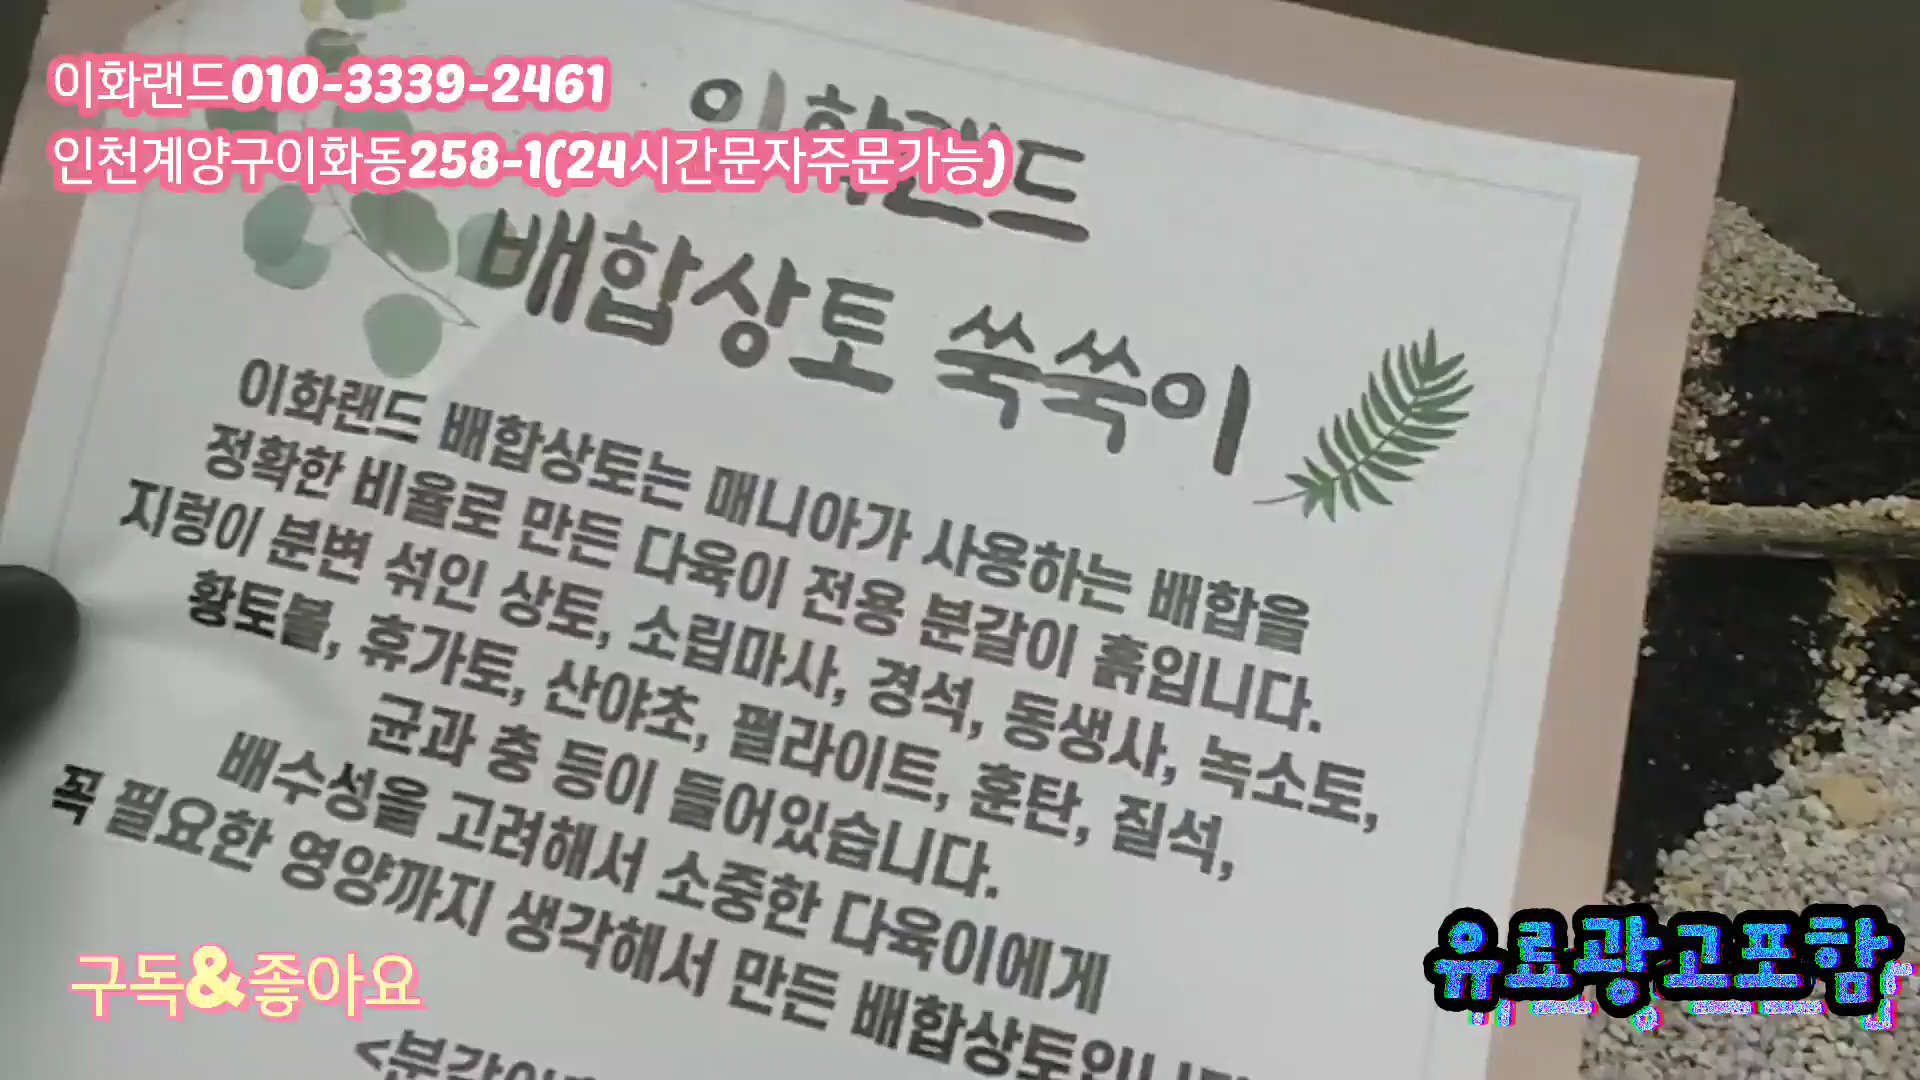 이화랜드010-3339-2461
인천계양구이화동258-1(24시간문자주문가능)
이화랜드
배합상토 쑥쑥이
이화랜드 배합상토는 매니아가 사용하는 배합을
정확한 비율로 만든 다육이 전용 분갈이 흙입니다.
지렁이 분변 섞인 상토, 소립마사, 경석, 동생사, 녹소토,
황토볼, 휴가토, 산야초, 펄라이트, 훈탄, 질석,
균과 충 등이 들어있습니다.
배수성을 고려해서 소중한 다육이에게
꼭 필요한 영양까지 생각해서 만든 배합상토입니다
구독&좋아요
유료광고포함